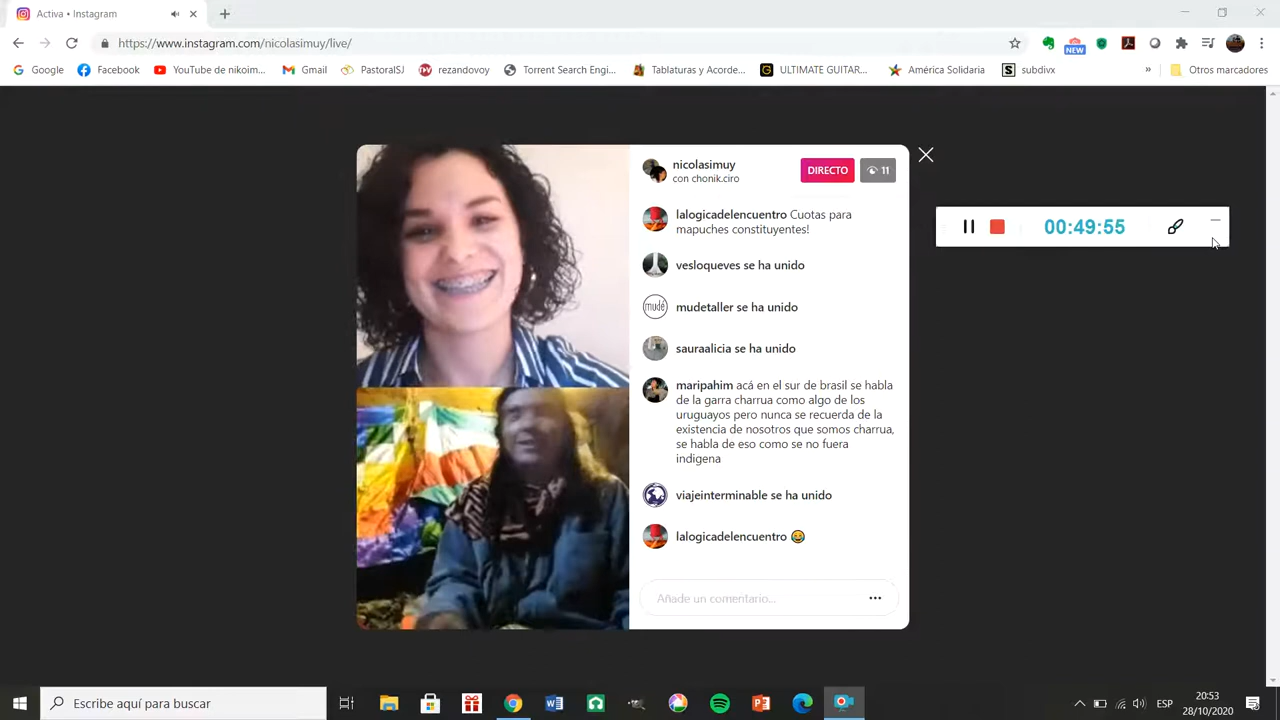 Activa • Instagram
https://www.instagram.com/nicolasimuy/live/
NEW
Google
Facebook
YouTube de nikoim...
Gmail
PastoralSJ
rezandovoy
Torrent Search Engi...
Tablaturas y Acorde...
ULTIMATE GUITAR...
América Solidaria
S
subdivx
»
Otros marcadores
nicolasimuy
con chonik.ciro
DIRECTO
11
lalogicadelencuentro Cuotas para
mapuches constituyentes!
vesloqueves se ha unido
mudé
mudetaller se ha unido
sauraalicia se ha unido
maripahim acá en el sur de brasil se habla
de la garra charrua como algo de los
uruguayos pero nunca se recuerda de la
existencia de nosotros que somos charrua,
se habla de eso como se no fuera
indigena
viajeinterminable se ha unido
lalogicadelencuentro 😂
Añade un comentario...
00:49:55
Escribe aquí para buscar
ESP
20:53
28/10/2020